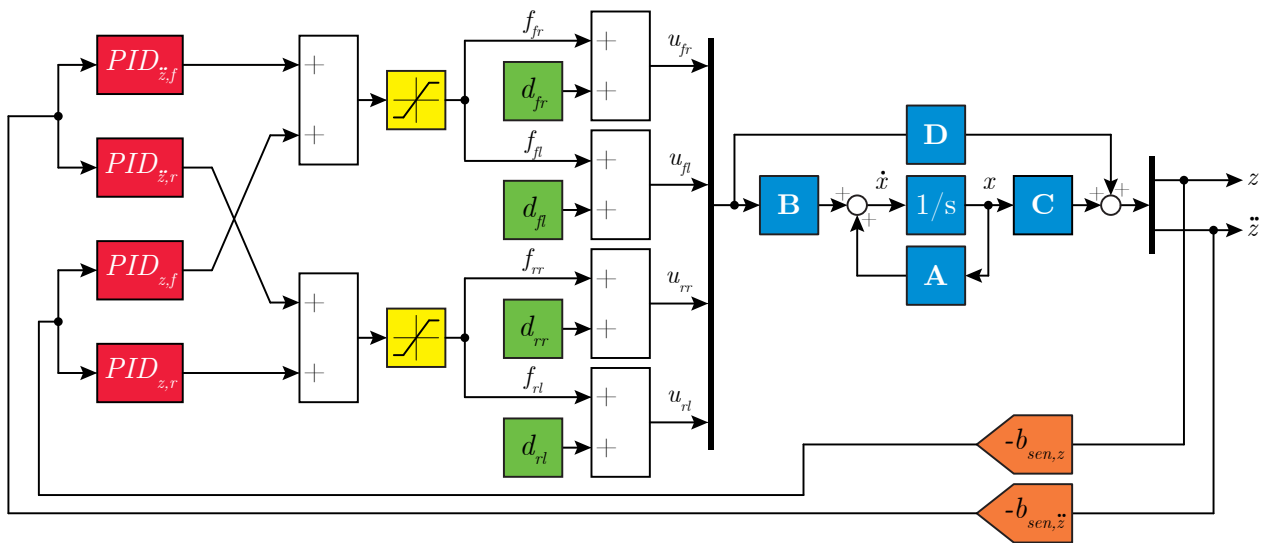 PID_{z̈,f}
+
+
PID_{z̈,r}
PID_{z,f}
PID_{z,r}
+
+
f_{fr}
+
d_{fr}
+
u_{fr}
f_{fl}
+
d_{fl}
+
u_{fl}
f_{rr}
+
d_{rr}
+
u_{rr}
f_{rl}
+
d_{rl}
+
u_{rl}
D
B
+
+
ẋ
1/s
x
C
+
+
A
z
z̈
-b_{sen,z}
-b_{sen,z̈}